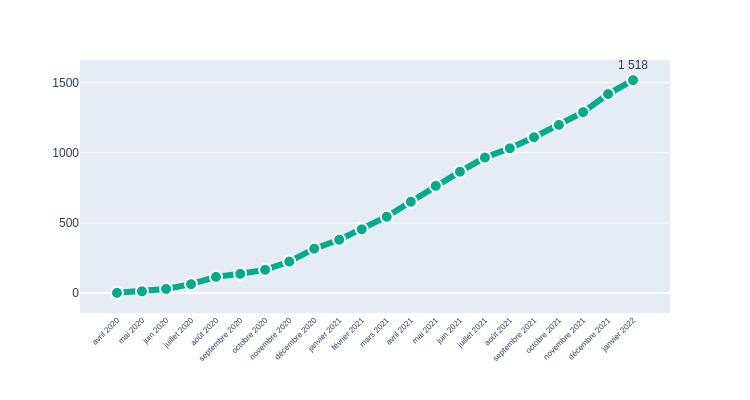 1 518
1500
1000
500
0
avril 2020
mai 2020
juin 2020
juillet 2020
août 2020
septembre 2020
octobre 2020
novembre 2020
décembre 2020
janvier 2021
février 2021
mars 2021
avril 2021
mai 2021
juin 2021
juillet 2021
août 2021
septembre 2021
octobre 2021
novembre 2021
décembre 2021
janvier 2022